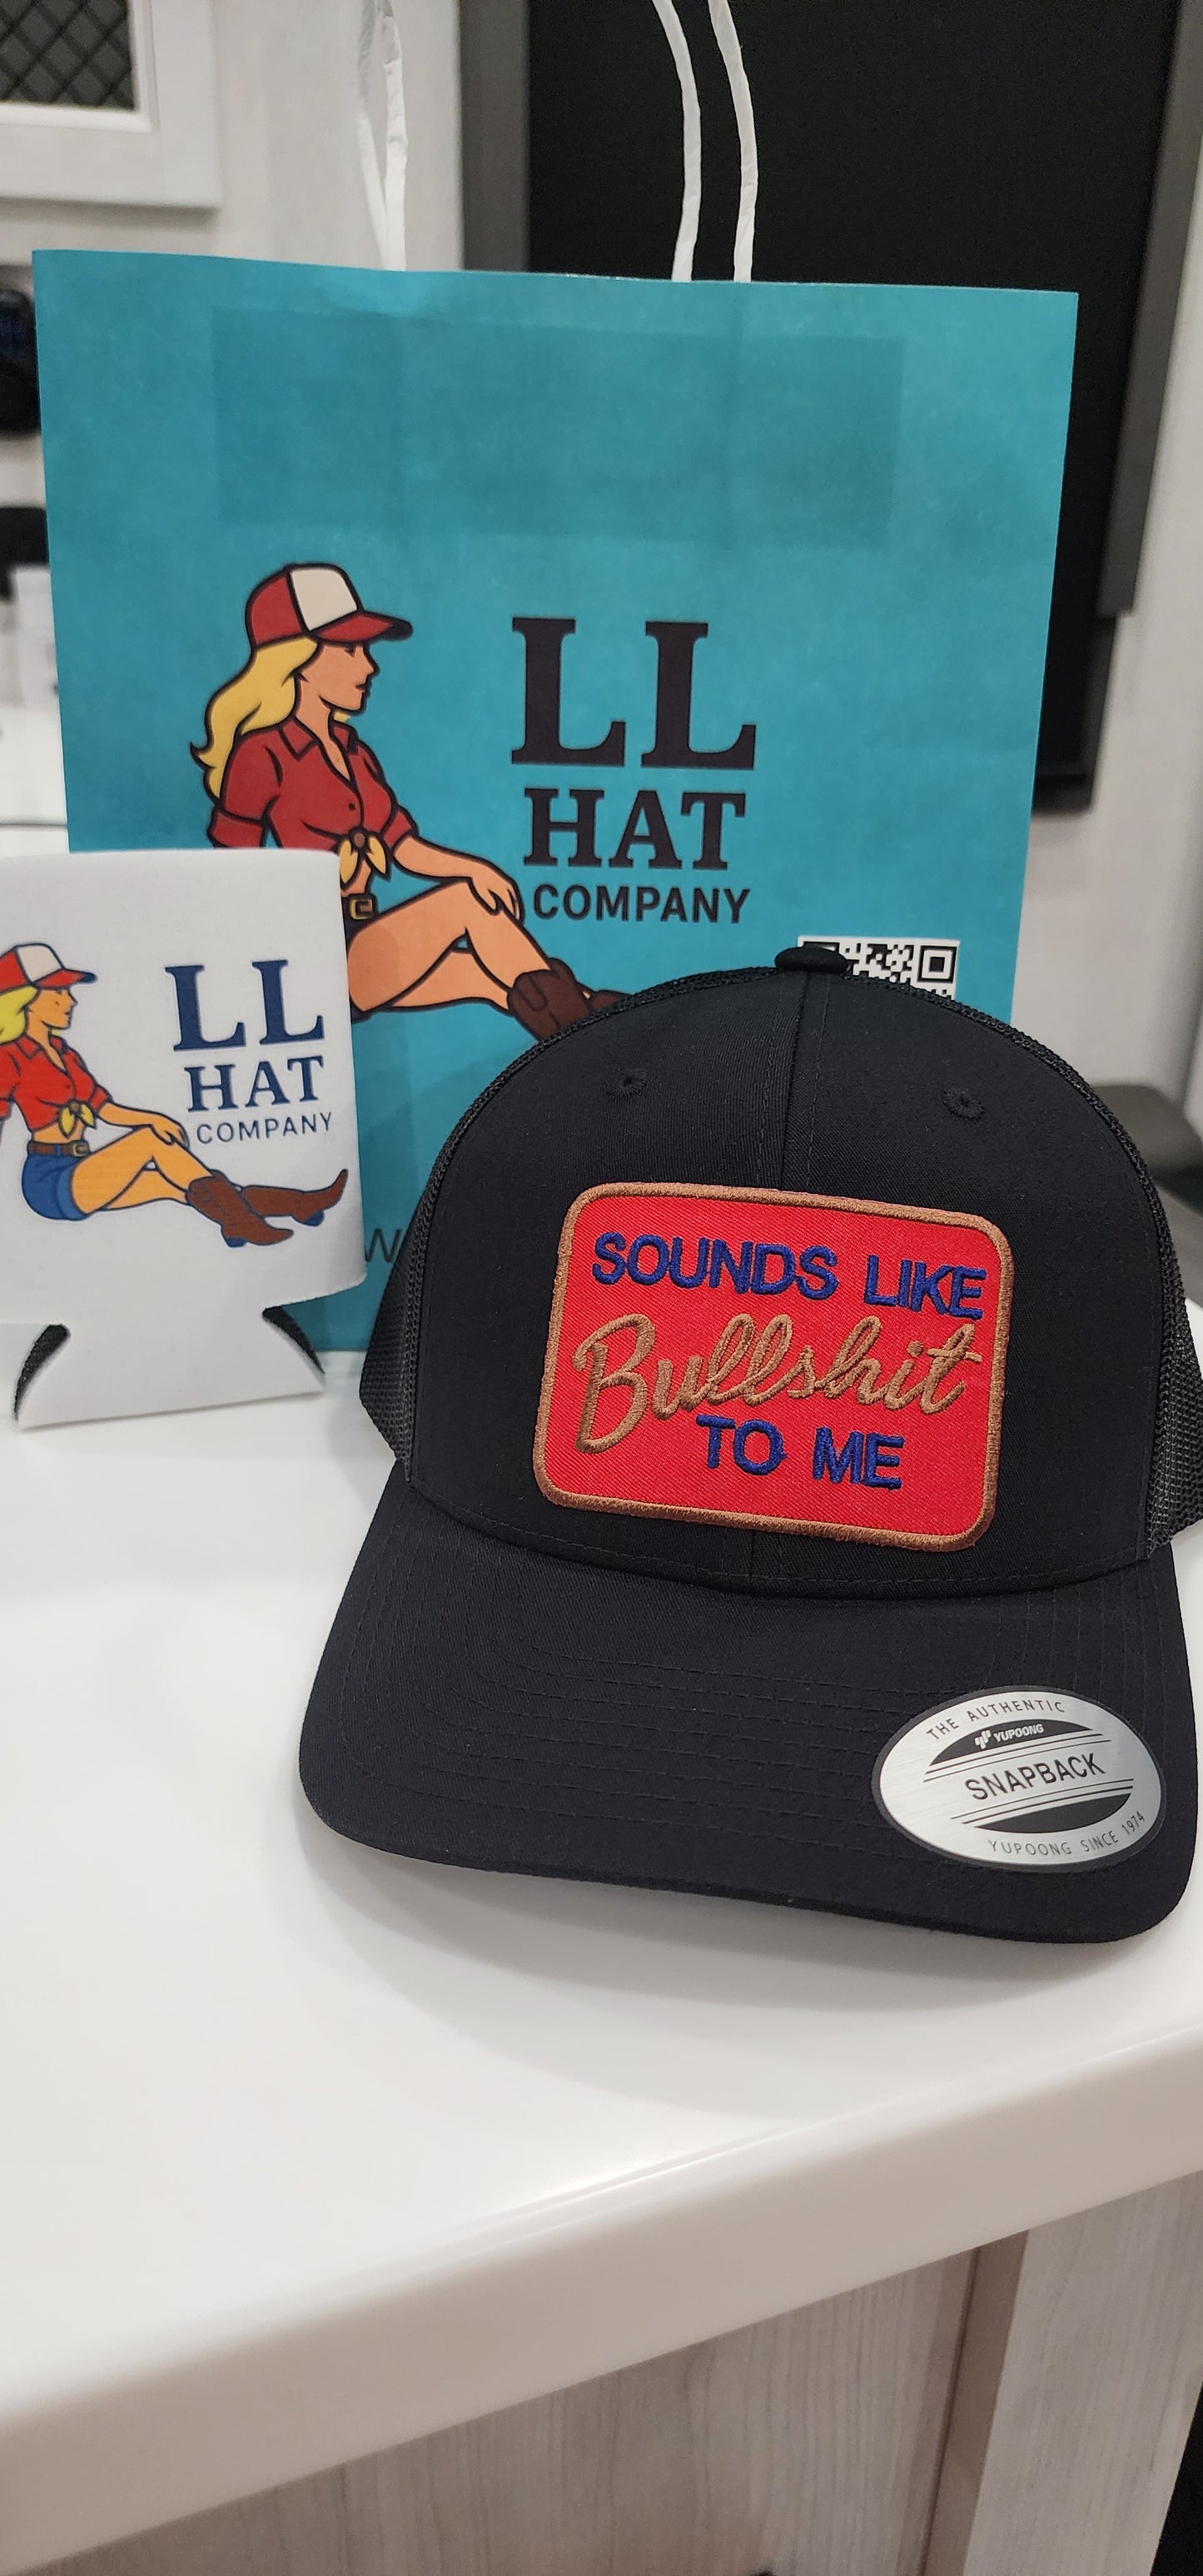 LL
HAT
COMPANY
LL
HAT
COMPANY
SOUNDS LIKE
Bullshit
TO ME
THE AUTHENTIC
YUPOONG
SNAPBACK
YUPOONG SINCE 1974